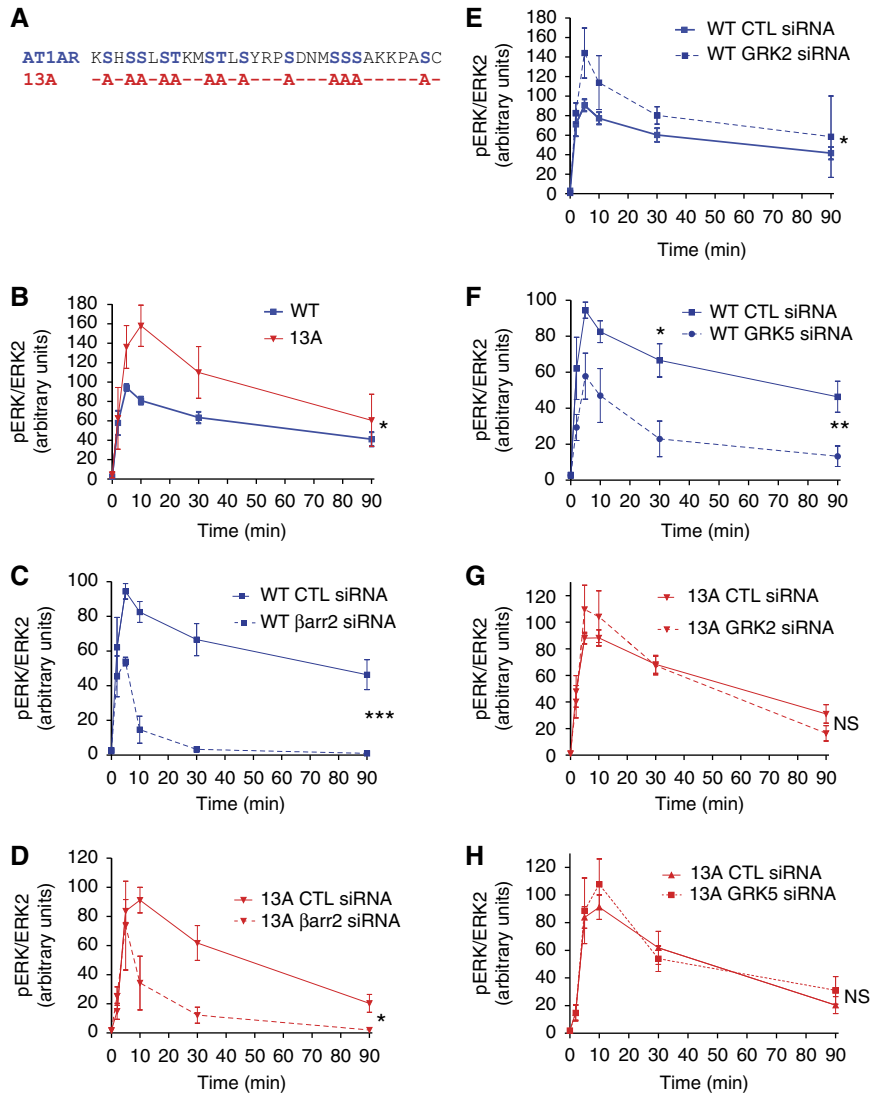 A
AT1AR KSHSSLSTKMSTLSYRPSDNMSSSAKKPASC
13A -A-AA-AA--AA-A---A---AAA------A-
B
pERK/ERK2
(arbitrary units)
180
160
140
120
100
80
60
40
20
0
WT
13A
*
0 10 20 30 40 50 60 70 80 90
Time (min)
C
pERK/ERK2
(arbitrary units)
100
80
60
40
20
0
WT CTL siRNA
WT βarr2 siRNA
***
0 10 20 30 40 50 60 70 80 90
Time (min)
D
pERK/ERK2
(arbitrary units)
120
100
80
60
40
20
0
13A CTL siRNA
13A βarr2 siRNA
*
0 10 20 30 40 50 60 70 80 90
Time (min)
E
pERK/ERK2
(arbitrary units)
180
160
140
120
100
80
60
40
20
0
WT CTL siRNA
WT GRK2 siRNA
*
0 10 20 30 40 50 60 70 80 90
Time (min)
F
pERK/ERK2
(arbitrary units)
100
80
60
40
20
0
WT CTL siRNA
WT GRK5 siRNA
*
**
0 10 20 30 40 50 60 70 80 90
Time (min)
G
pERK/ERK2
(arbitrary units)
120
100
80
60
40
20
0
13A CTL siRNA
13A GRK2 siRNA
NS
0 10 20 30 40 50 60 70 80 90
Time (min)
H
pERK/ERK2
(arbitrary units)
120
100
80
60
40
20
0
13A CTL siRNA
13A GRK5 siRNA
NS
0 10 20 30 40 50 60 70 80 90
Time (min)